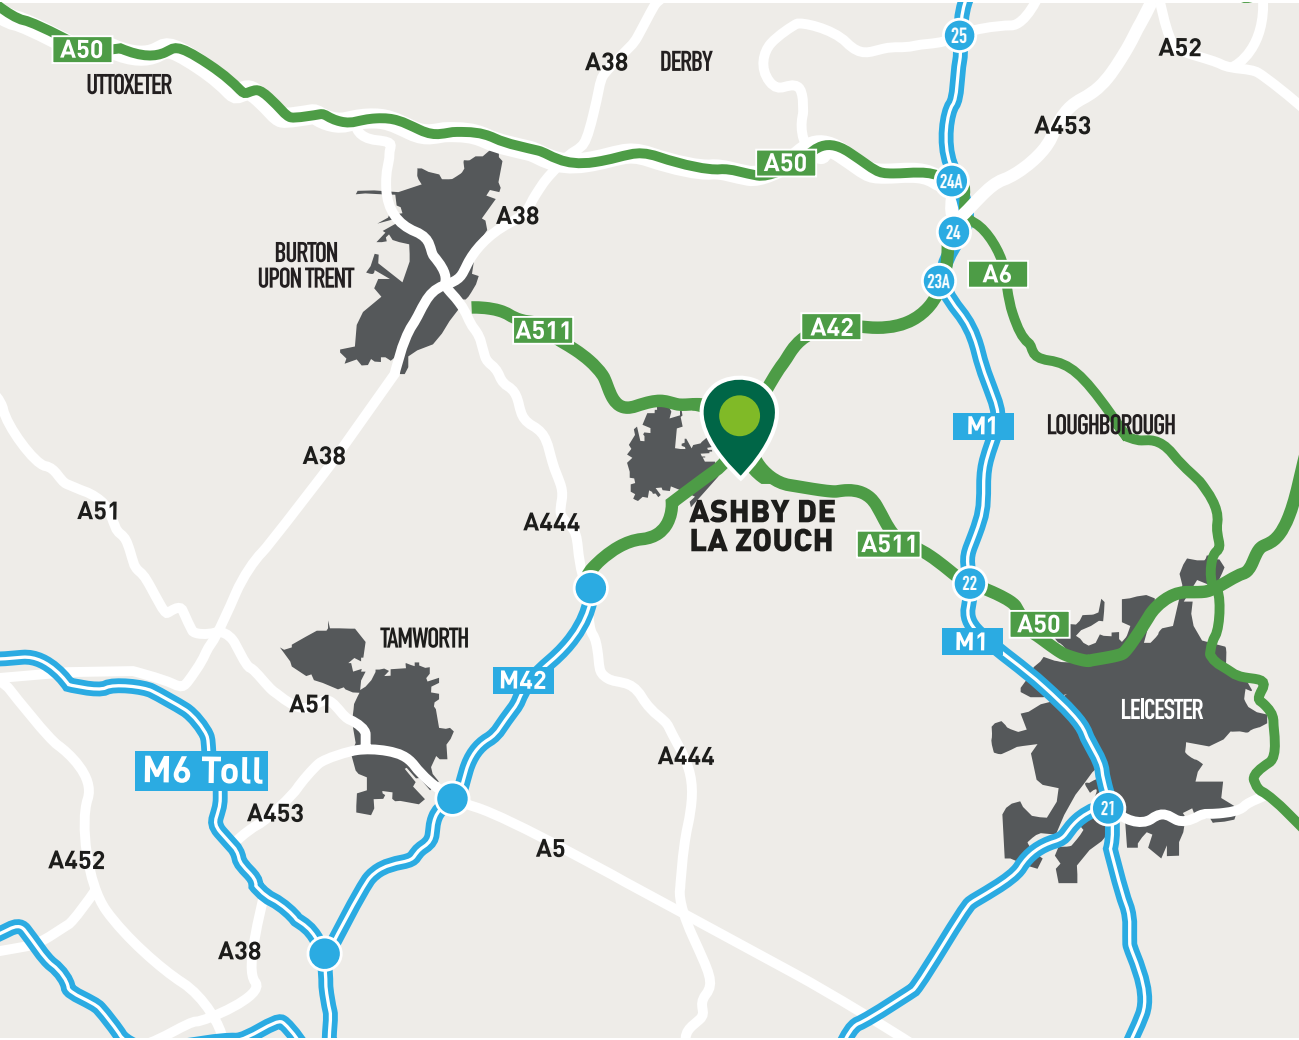 25
A50
A52
A38
DERBY
UTTOXETER
A453
A50
24A
A38
24
BURTON
UPON TRENT
A6
23A
A511
A42
M1
LOUGHBOROUGH
A38
A51
ASHBY DE
LA ZOUCH
A444
A511
22
A50
TAMWORTH
M1
M42
A51
LEICESTER
A444
M6 Toll
21
A453
A5
A452
A38